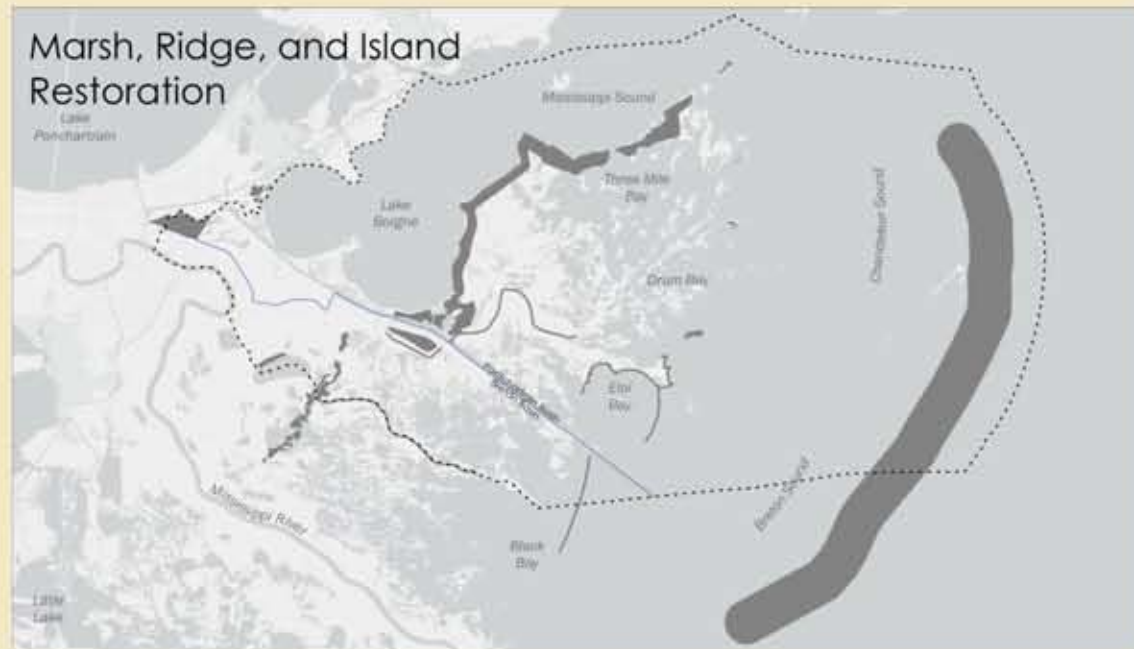 Marsh, Ridge, and Island
Restoration
Lake
Ponchartrain
Mississippi Sound
Three Mile
Bay
Lake
Borgne
Chandeleur Sound
Drum Bay
Eloi
Bay
Breton Sound
Mississippi River
Black
Bay
Little
Lake